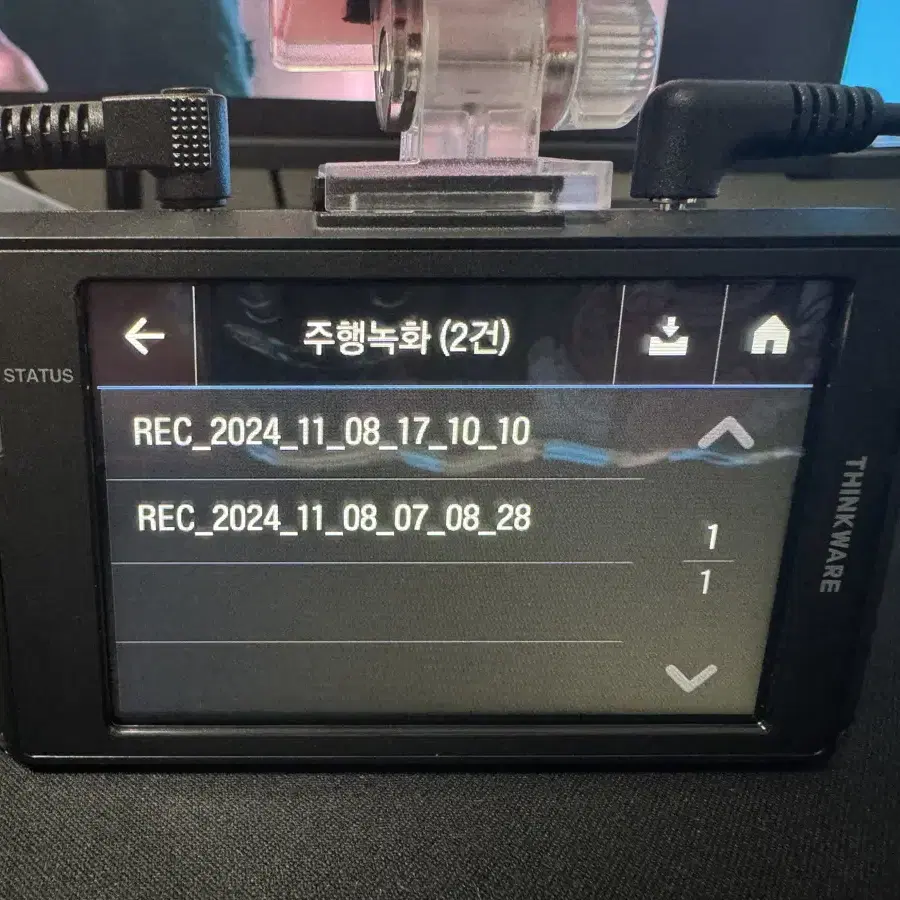 주행녹화 (2건)
STATUS
REC_2024_11_08_17_10_10
REC_2024_11_08_07_08_28
1
1
THINKWARE